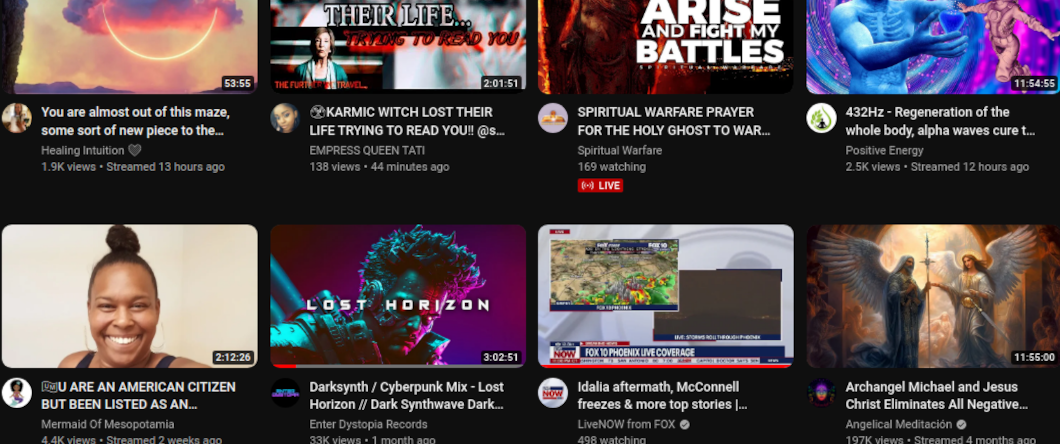 THEIR LIFE...
TRYING TO READ YOU
THE FURTHER I TRAVEL..
ARISE
AND FIGHT MY
BATTLES
SPIRITUAL WARFARE
53:55
2:01:51
11:54:55
You are almost out of this maze,
some sort of new piece to the...
Healing Intuition 🤍
1.9K views • Streamed 13 hours ago
KARMIC WITCH LOST THEIR
LIFE TRYING TO READ YOU!! @s...
EMPRESS QUEEN TATI
138 views • 44 minutes ago
SPIRITUAL WARFARE PRAYER
FOR THE HOLY GHOST TO WAR...
Spiritual Warfare
169 watching
LIVE
432Hz - Regeneration of the
whole body, alpha waves cure t...
Positive Energy
2.5K views • Streamed 12 hours ago
2:12:26
LOST HORIZON
3:02:51
FOX 10
LIVE: STORMS ROLL THROUGH PHOENIX
LIVE
NOW
FOX 10 PHOENIX LIVE COVERAGE
11:55:00
U ARE AN AMERICAN CITIZEN
BUT BEEN LISTED AS AN...
Mermaid Of Mesopotamia
4.4K views • Streamed 2 weeks ago
Darksynth / Cyberpunk Mix - Lost
Horizon // Dark Synthwave Dark...
Enter Dystopia Records
33K views • 1 month ago
Idalia aftermath, McConnell
freezes & more top stories |...
LiveNOW from FOX
498 watching
Archangel Michael and Jesus
Christ Eliminates All Negative...
Angelical Meditación
197K views • Streamed 4 months ago